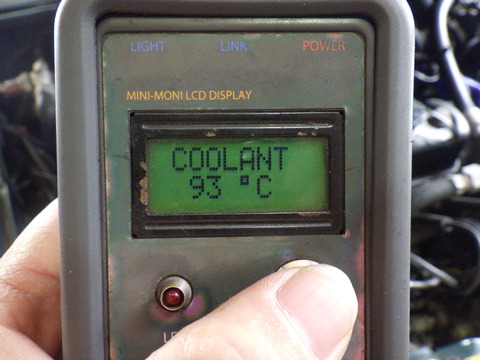 LIGHT LINK POWER
MINI-MONI LCD DISPLAY
COOLANT
93 °C